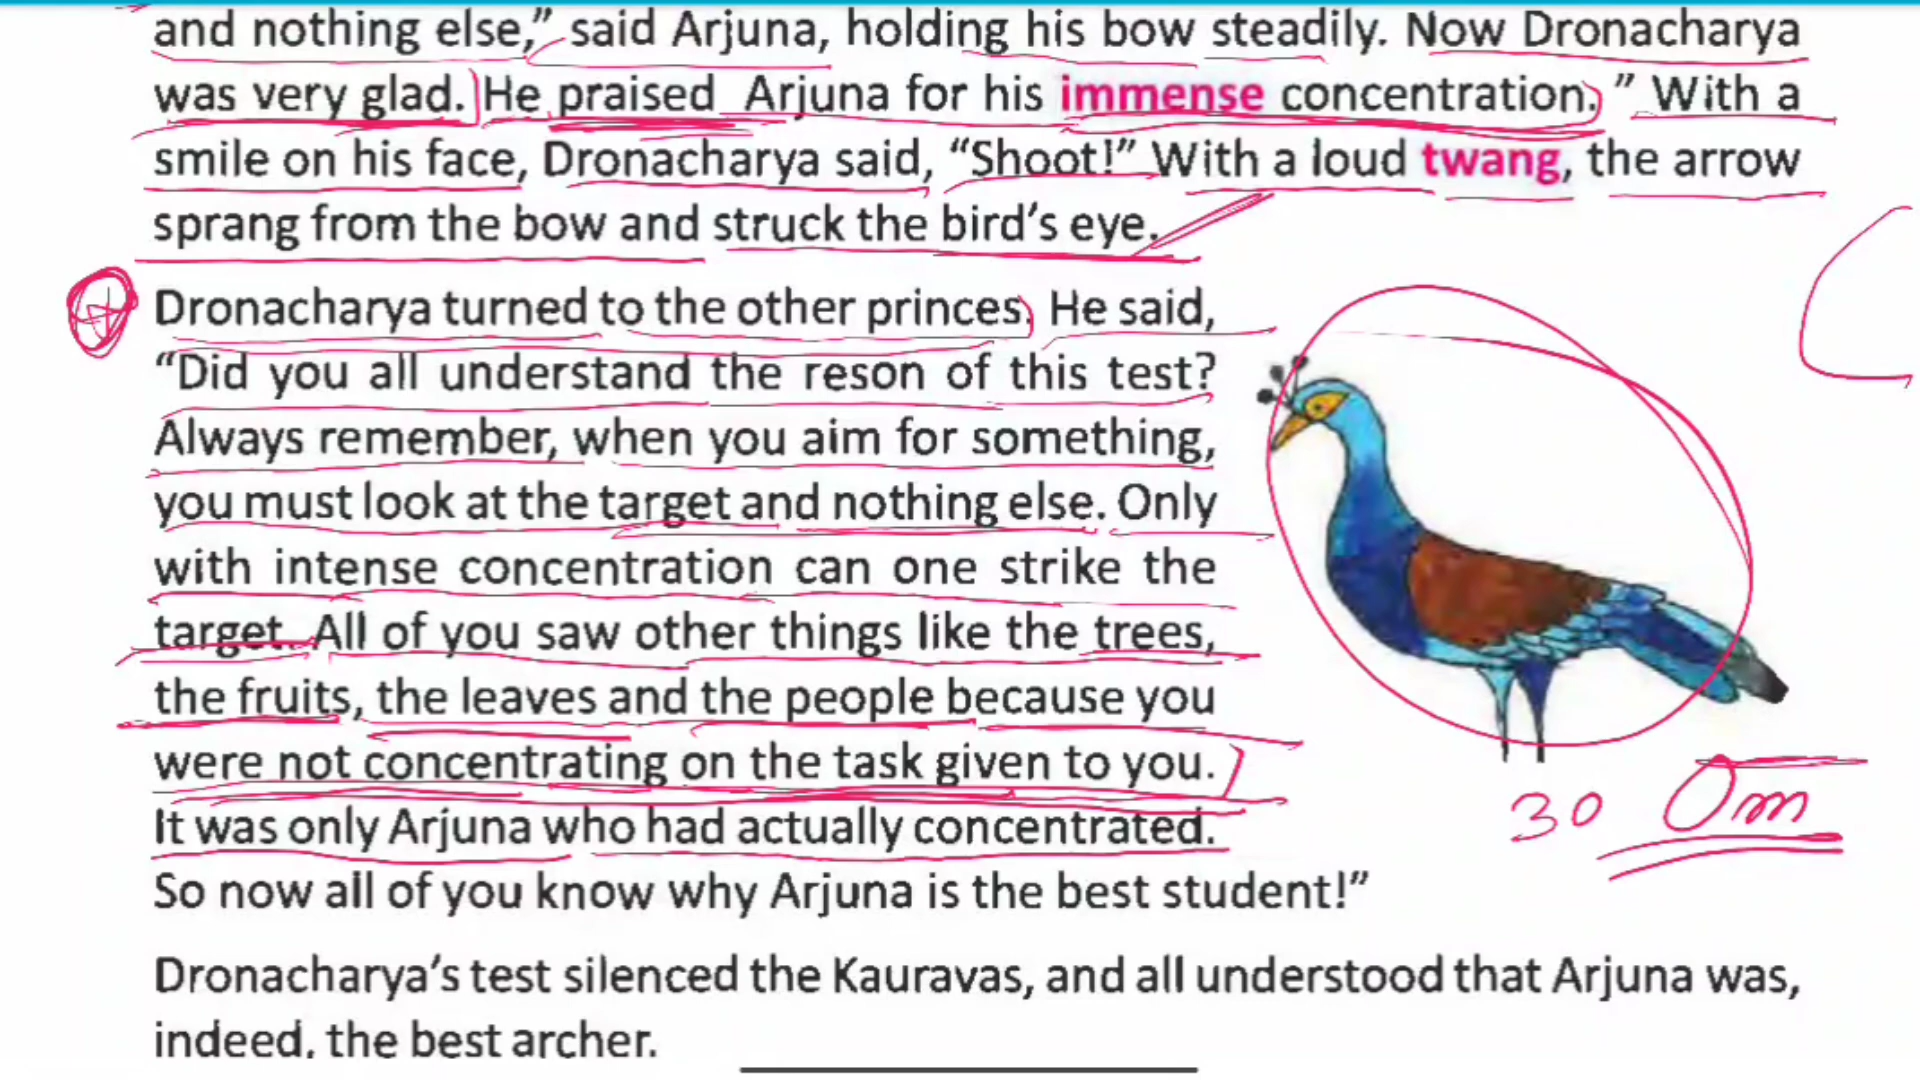 and nothing else,” said Arjuna, holding his bow steadily. Now Dronacharya
was very glad. He praised Arjuna for his immense concentration. ” With a
smile on his face, Dronacharya said, “Shoot!” With a loud twang, the arrow
sprang from the bow and struck the bird’s eye.
Dronacharya turned to the other princes. He said,
“Did you all understand the reson of this test?
Always remember, when you aim for something,
you must look at the target and nothing else. Only
with intense concentration can one strike the
target. All of you saw other things like the trees,
the fruits, the leaves and the people because you
were not concentrating on the task given to you.
It was only Arjuna who had actually concentrated.
So now all of you know why Arjuna is the best student!”
30 Om
Dronacharya’s test silenced the Kauravas, and all understood that Arjuna was,
indeed, the best archer.